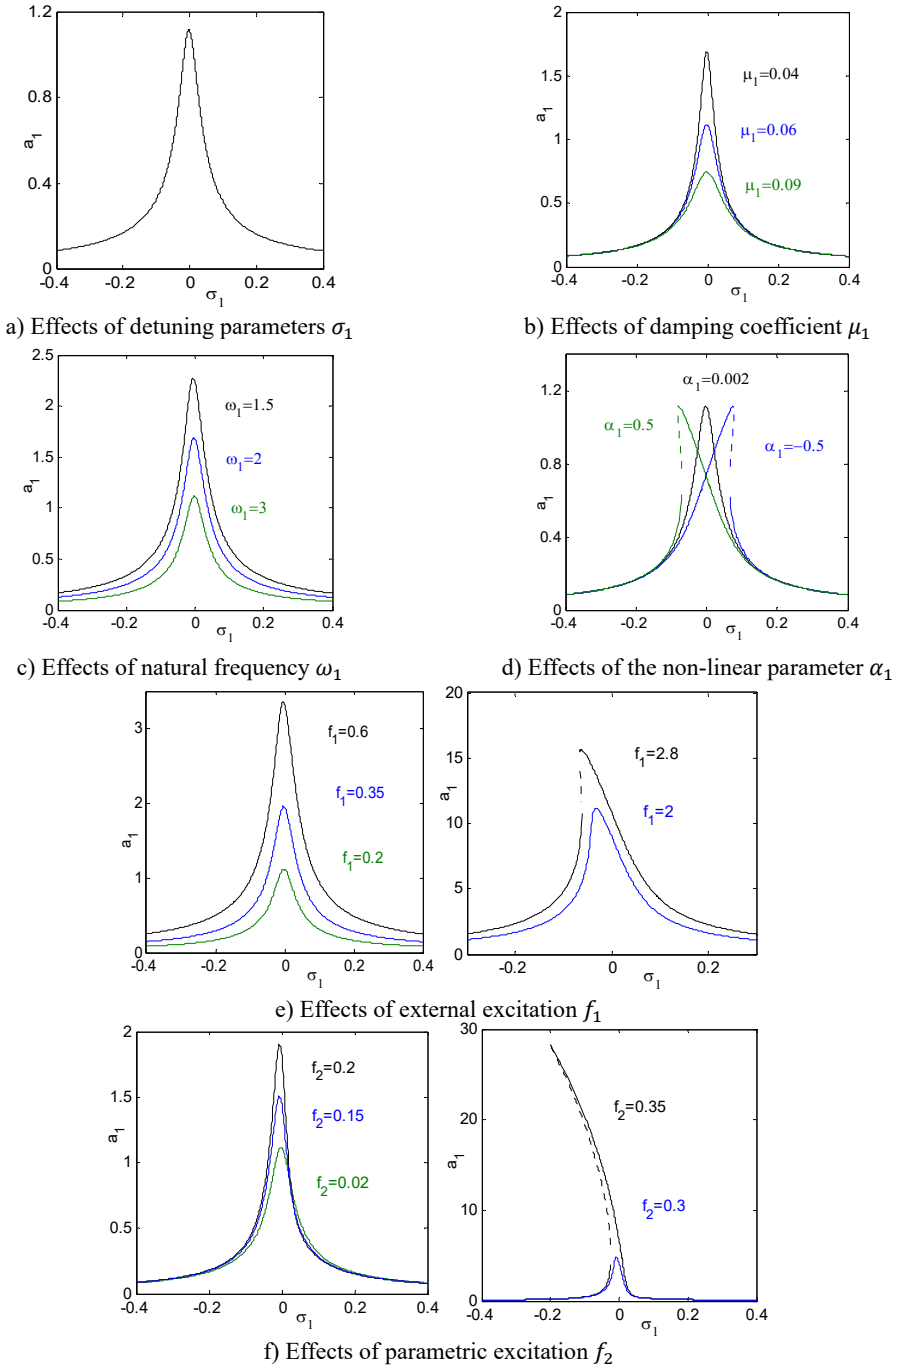 1.2
0.8
0.4
0
a1
-0.4 -0.2 0 0.2 0.4
σ1
2
1.5
1
0.5
0
a1
μ1=0.04
μ1=0.06
μ1=0.09
-0.4 -0.2 0 0.2 0.4
σ1
a) Effects of detuning parameters σ1
b) Effects of damping coefficient μ1
2.5
2
1.5
1
0.5
0
a1
ω1=1.5
ω1=2
ω1=3
-0.4 -0.2 0 0.2 0.4
σ1
1.2
0.8
0.4
0
a1
α1=0.002
α1=0.5
α1=−0.5
-0.4 -0.2 0 0.2 0.4
σ1
c) Effects of natural frequency ω1
d) Effects of the non-linear parameter α1
3
2
1
0
a1
f1=0.6
f1=0.35
f1=0.2
-0.4 -0.2 0 0.2 0.4
σ1
20
15
10
5
0
a1
f1=2.8
f1=2
-0.2 0 0.2
σ1
e) Effects of external excitation f1
2
1.5
1
0.5
0
a1
f2=0.2
f2=0.15
f2=0.02
-0.4 -0.2 0 0.2 0.4
σ1
30
20
10
0
a1
f2=0.35
f2=0.3
-0.4 -0.2 0 0.2 0.4
σ1
f) Effects of parametric excitation f2